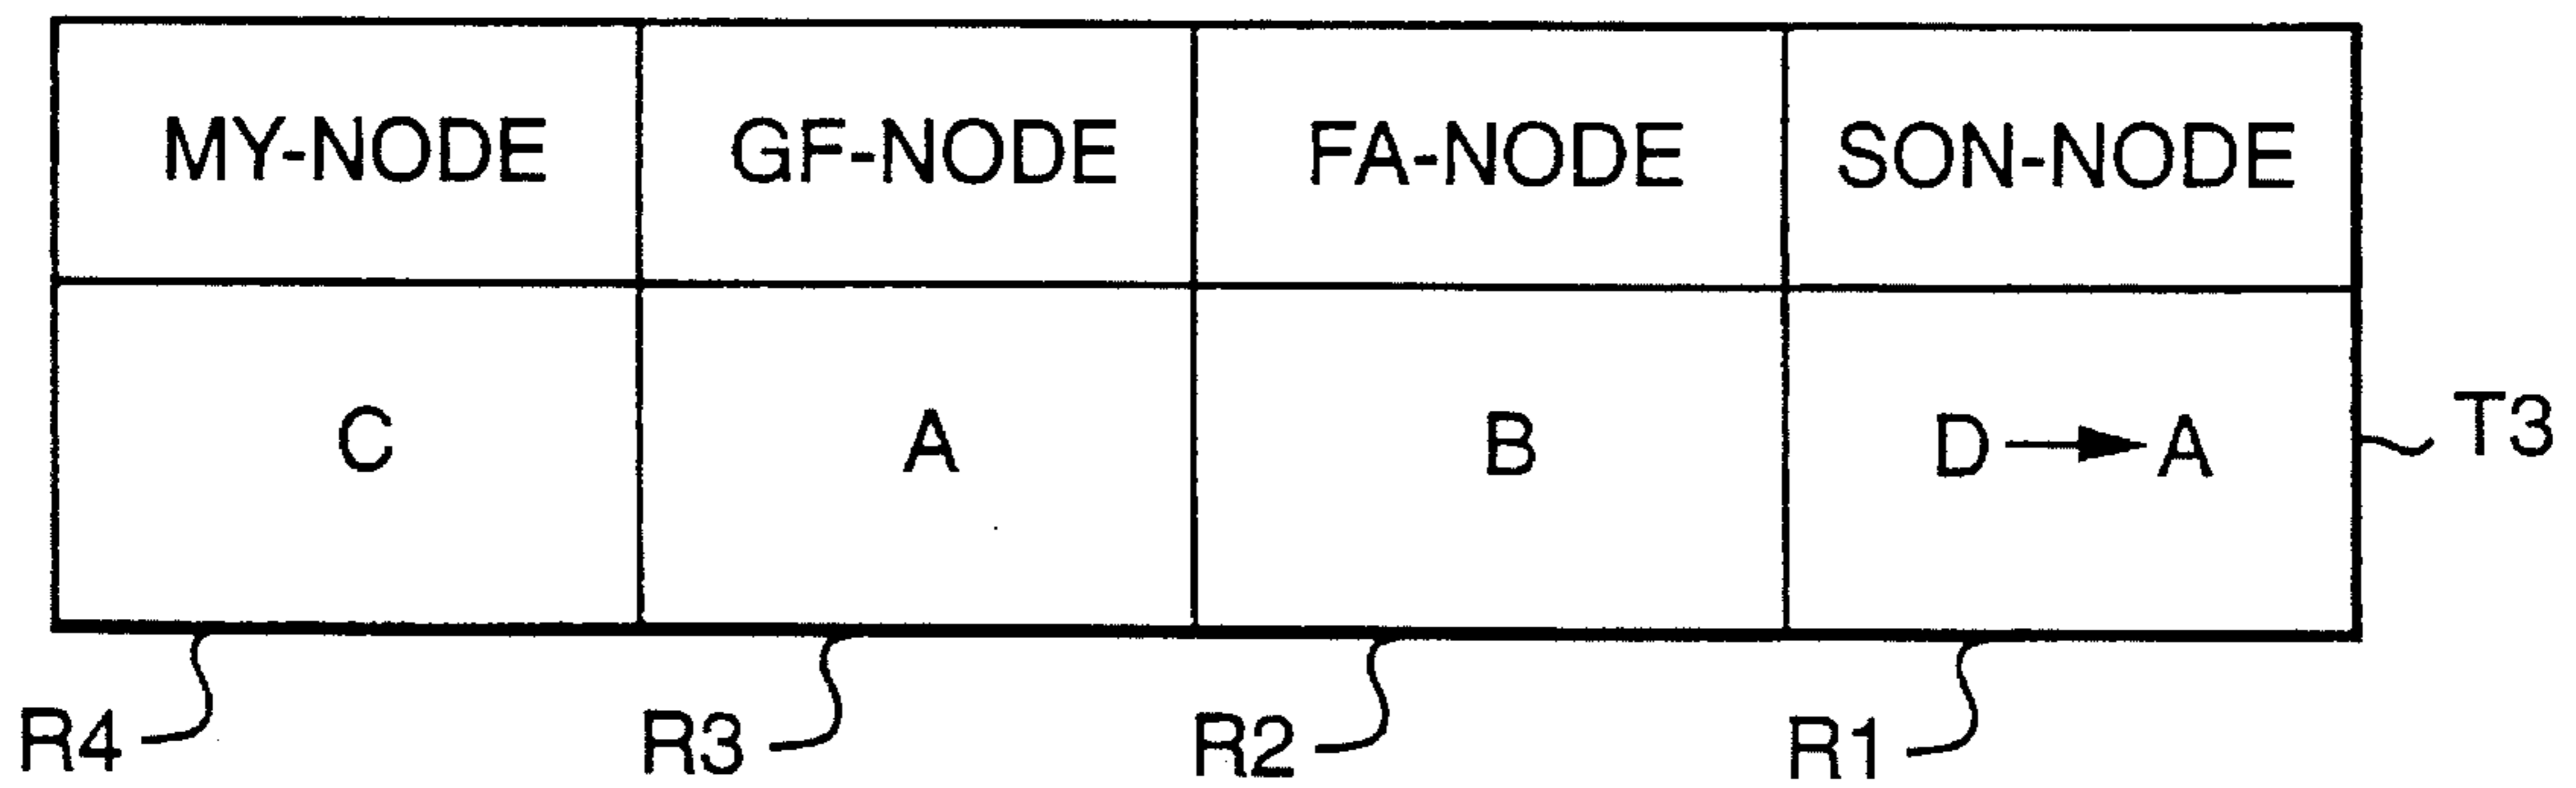 MY-NODE GF-NODE FA-NODE SON-NODE
C A B D → A
T3
R4 R3 R2 R1